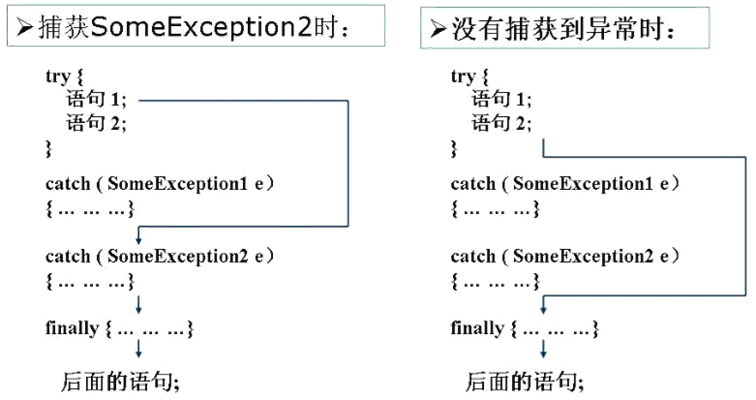 ➢捕获SomeException2时：
try {
语句 1;
语句 2;
}
catch ( SomeException1 e）
{ … … …}
catch ( SomeException2 e）
{ … … …}
finally { … … …}
后面的语句;
➢没有捕获到异常时：
try {
语句 1;
语句 2;
}
catch ( SomeException1 e）
{ … … …}
catch ( SomeException2 e）
{ … … …}
finally { … … …}
后面的语句;